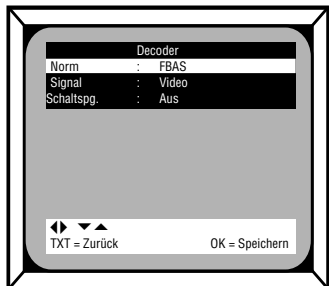 Decoder
Norm : FBAS
Signal : Video
Schaltspg. : Aus
TXT = Zurück OK = Speichern